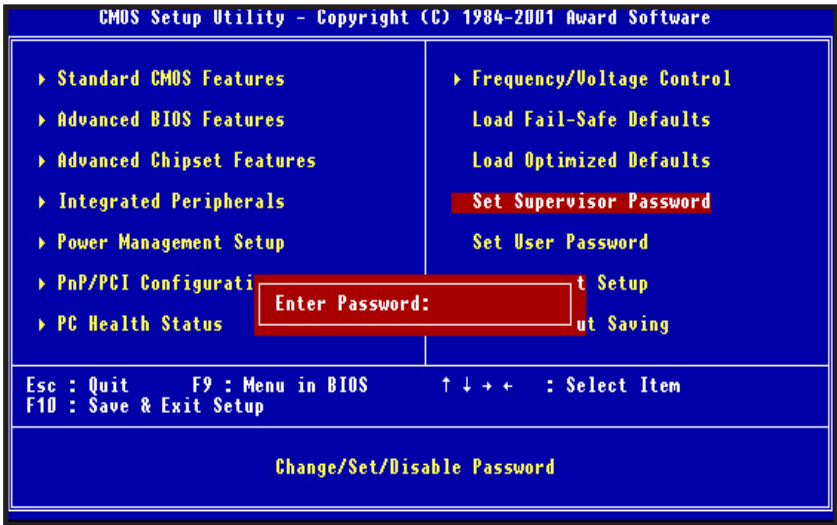 CMOS Setup Utility - Copyright (C) 1984-2001 Award Software
Standard CMOS Features
Advanced BIOS Features
Advanced Chipset Features
Integrated Peripherals
Power Management Setup
PnP/PCI Configurati
PC Health Status
Frequency/Voltage Control
Load Fail-Safe Defaults
Load Optimized Defaults
Set Supervisor Password
Set User Password
t Setup
ut Saving
Enter Password:
Esc : Quit F9 : Menu in BIOS ↑ ↓ → ← : Select Item
F10 : Save & Exit Setup
Change/Set/Disable Password